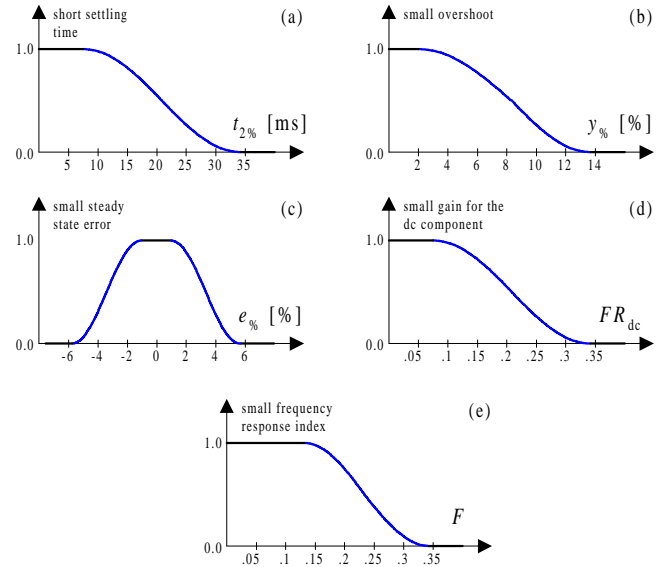 short settling
time
(a)
1.0
t2% [ms]
0.0
5 10 15 20 25 30 35
small overshoot
(b)
1.0
y% [%]
0.0
2 4 6 8 10 12 14
small steady
state error
(c)
1.0
e% [%]
0.0
-6 -4 -2 0 2 4 6
small gain for the
dc component
(d)
1.0
FRdc
0.0
.05 .1 .15 .2 .25 .3 .35
small frequency
response index
(e)
1.0
F
0.0
.05 .1 .15 .2 .25 .3 .35